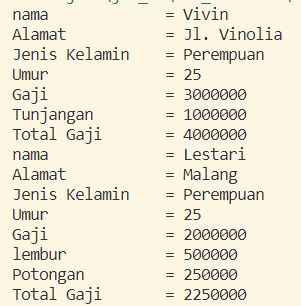 nama = Vivin
Alamat = Jl. Vinolia
Jenis Kelamin = Perempuan
Umur = 25
Gaji = 3000000
Tunjangan = 1000000
Total Gaji = 4000000
nama = Lestari
Alamat = Malang
Jenis Kelamin = Perempuan
Umur = 25
Gaji = 2000000
lembur = 500000
Potongan = 250000
Total Gaji = 2250000